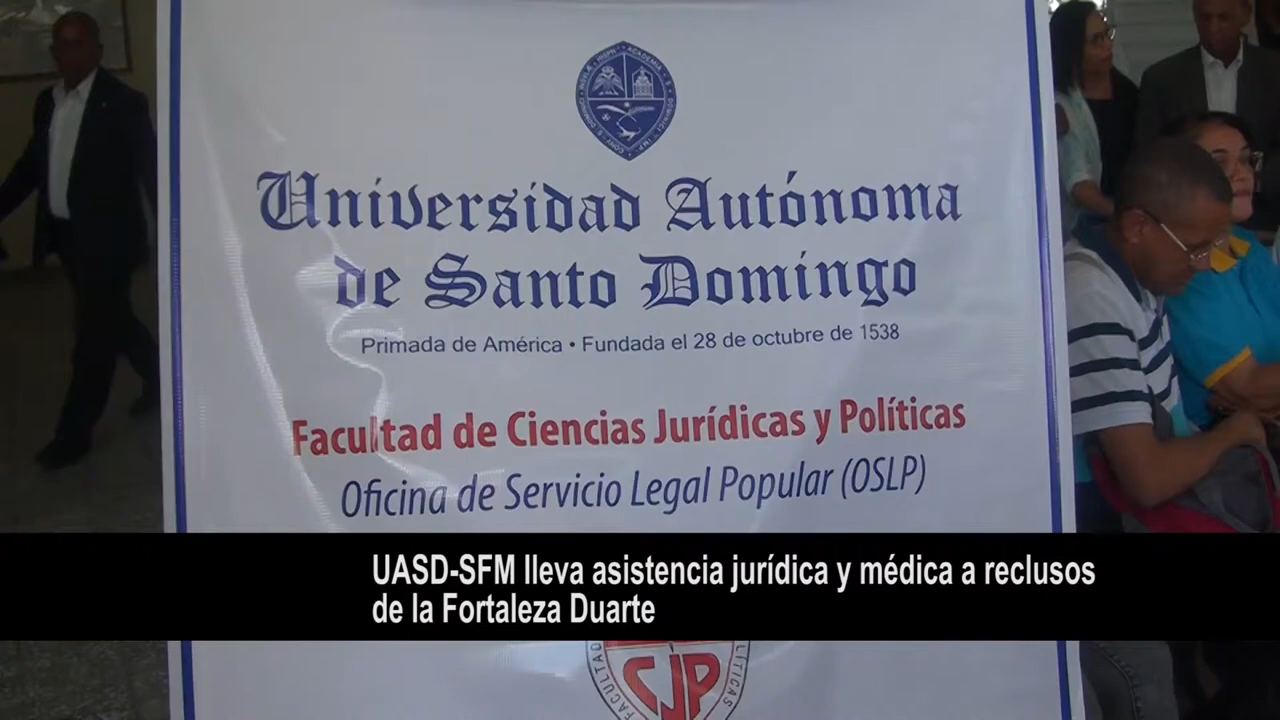 Universidad Autónoma
de Santo Domingo
Primada de América • Fundada el 28 de octubre de 1538
Facultad de Ciencias Jurídicas y Políticas
Oficina de Servicio Legal Popular (OSLP)
UASD-SFM lleva asistencia jurídica y médica a reclusos
de la Fortaleza Duarte
FACULTAD
CJP